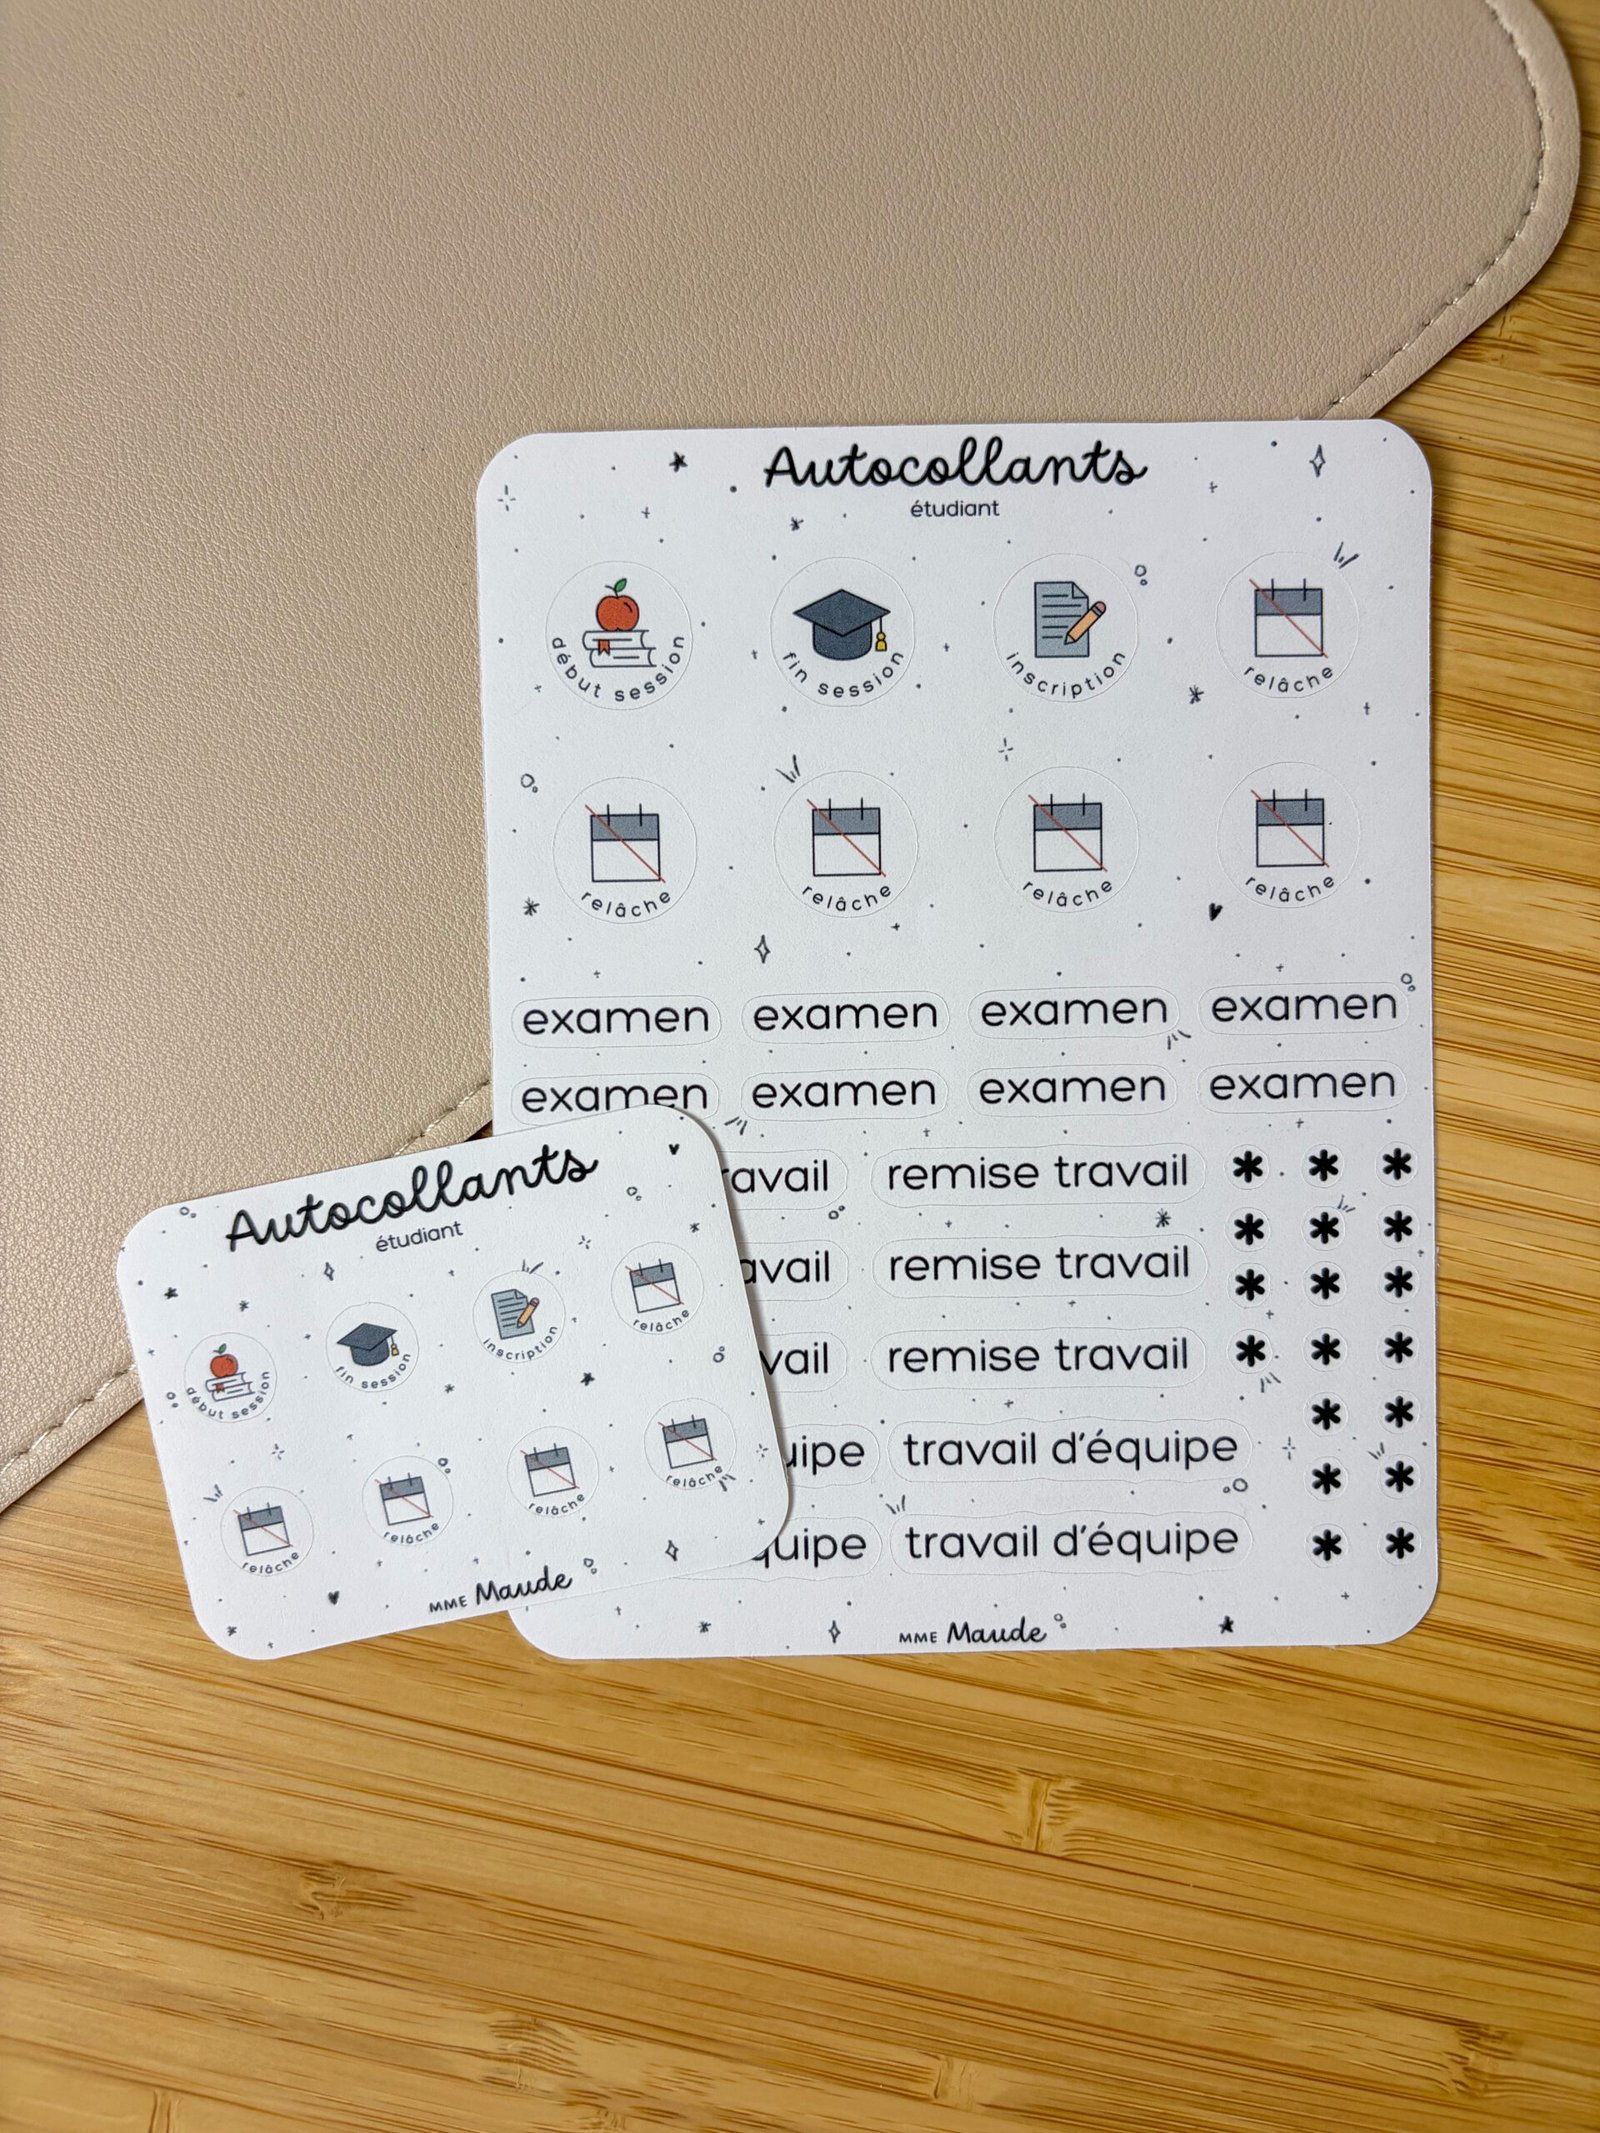 Autocollants
étudiant
début session
fin session
inscription
relâche
relâche
relâche
relâche
relâche
examen examen examen examen
examen examen examen examen
remise travail * * *
* * *
remise travail
* * *
remise travail * * *
* *
travail d'équipe
* *
travail d'équipe * *
MME Maude
Autocollants
étudiant
début session
fin session
inscription
relâche
relâche
relâche
relâche
relâche
MME Maude